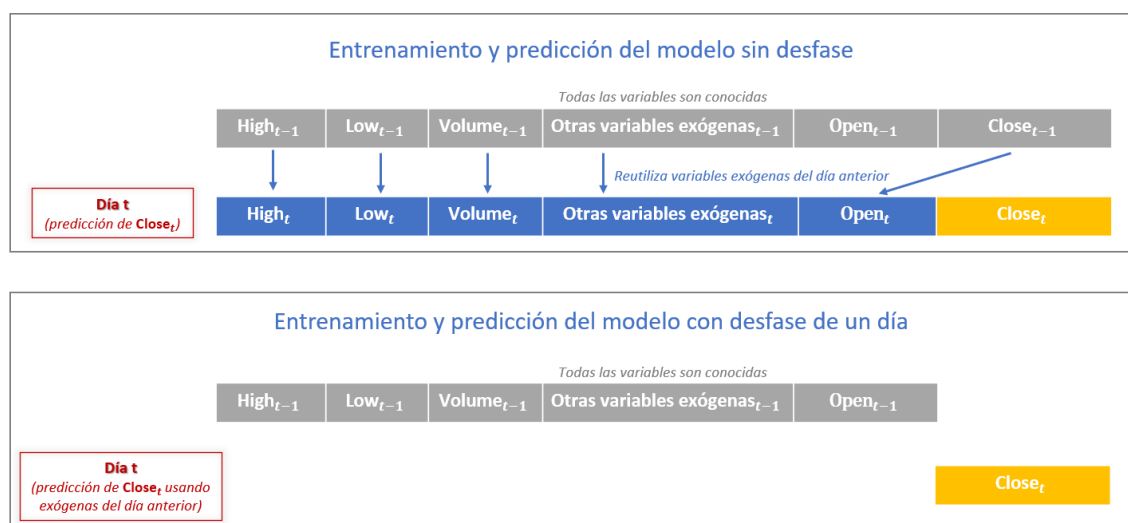 Entrenamiento y predicción del modelo sin desfase
Todas las variables son conocidas
High_{t−1} Low_{t−1} Volume_{t−1} Otras variables exógenas_{t−1} Open_{t−1} Close_{t−1}
Reutiliza variables exógenas del día anterior
Día t
(predicción de Close_t)
High_t Low_t Volume_t Otras variables exógenas_t Open_t Close_t
Entrenamiento y predicción del modelo con desfase de un día
Todas las variables son conocidas
High_{t−1} Low_{t−1} Volume_{t−1} Otras variables exógenas_{t−1} Open_{t−1}
Día t
(predicción de Close_t usando
exógenas del día anterior)
Close_t